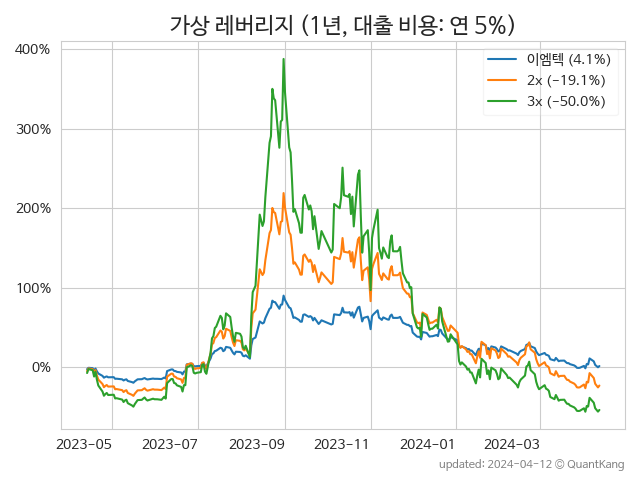 가상 레버리지 (1년, 대출 비용: 연 5%)
400%
300%
200%
100%
0%
이엠텍 (4.1%)
2x (−19.1%)
3x (−50.0%)
2023-05
2023-07
2023-09
2023-11
2024-01
2024-03
updated: 2024-04-12 © QuantKang